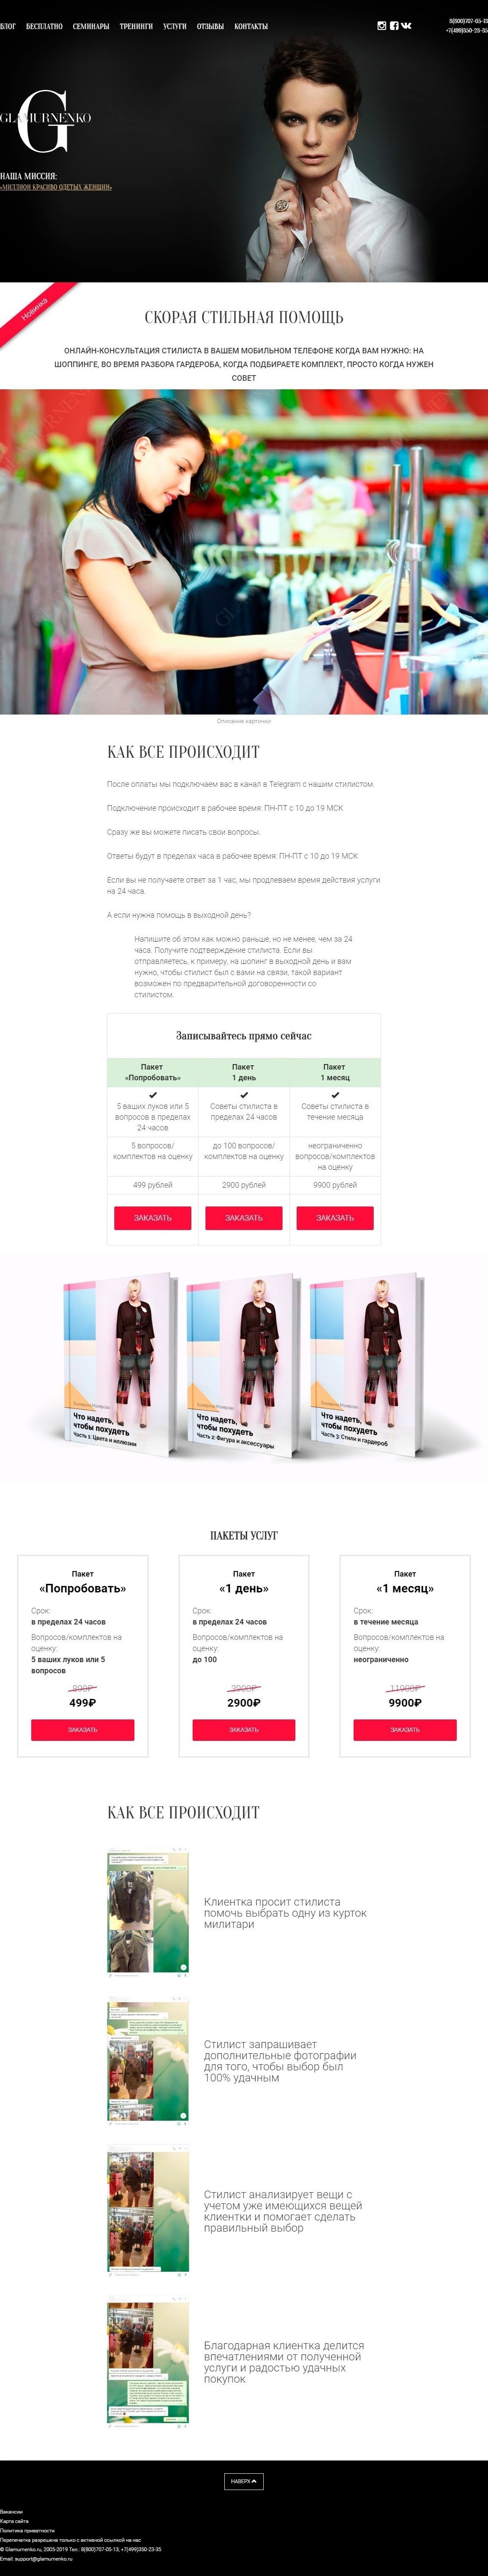 БЛОГ БЕСПЛАТНО СЕМИНАРЫ ТРЕНИНГИ УСЛУГИ ОТЗЫВЫ КОНТАКТЫ
8(800)707-05-13
+7(499)350-23-35
G
GLAMURNENKO
НАША МИССИЯ:
«МИЛЛИОН КРАСИВО ОДЕТЫХ ЖЕНЩИН»
Новинка
СКОРАЯ СТИЛЬНАЯ ПОМОЩЬ
ОНЛАЙН-КОНСУЛЬТАЦИЯ СТИЛИСТА В ВАШЕМ МОБИЛЬНОМ ТЕЛЕФОНЕ КОГДА ВАМ НУЖНО: НА
ШОППИНГЕ, ВО ВРЕМЯ РАЗБОРА ГАРДЕРОБА, КОГДА ПОДБИРАЕТЕ КОМПЛЕКТ, ПРОСТО КОГДА НУЖЕН
СОВЕТ
Описание картинки
КАК ВСЕ ПРОИСХОДИТ
После оплаты мы подключаем вас в канал в Telegram с нашим стилистом.
Подключение происходит в рабочее время: ПН-ПТ с 10 до 19 МСК
Сразу же вы можете писать свои вопросы.
Ответы будут в пределах часа в рабочее время: ПН-ПТ с 10 до 19 МСК
Если вы не получаете ответ за 1 час, мы продлеваем время действия услуги
на 24 часа.
А если нужна помощь в выходной день?
Напишите об этом как можно раньше, но не менее, чем за 24
часа. Получите подтверждение стилиста. Если вы
отправляетесь, к примеру, на шопинг в выходной день и вам
нужно, чтобы стилист был с вами на связи, такой вариант
возможен по предварительной договоренности со
стилистом.
Записывайтесь прямо сейчас
Пакет
«Попробовать»
Пакет
1 день
Пакет
1 месяц
5 ваших луков или 5
вопросов в пределах
24 часов
Советы стилиста в
пределах 24 часов
Советы стилиста в
течение месяца
5 вопросов/
комплектов на оценку
до 100 вопросов/
комплектов на оценку
неограниченно
вопросов/комплектов
на оценку
499 рублей
2900 рублей
9900 рублей
ЗАКАЗАТЬ
ЗАКАЗАТЬ
ЗАКАЗАТЬ
Что надеть,
чтобы похудеть
Часть 1: Цвета и иллюзии
Что надеть,
чтобы похудеть
Часть 2: Фигура и аксессуары
Что надеть,
чтобы похудеть
Часть 3: Стили и гардероб
ПАКЕТЫ УСЛУГ
Пакет
«Попробовать»
Срок:
в пределах 24 часов
Вопросов/комплектов на
оценку:
5 ваших луков или 5
вопросов
890₽
499₽
ЗАКАЗАТЬ
Пакет
«1 день»
Срок:
в пределах 24 часов
Вопросов/комплектов на
оценку:
до 100
3900₽
2900₽
ЗАКАЗАТЬ
Пакет
«1 месяц»
Срок:
в течение месяца
Вопросов/комплектов на
оценку:
неограниченно
11900₽
9900₽
ЗАКАЗАТЬ
КАК ВСЕ ПРОИСХОДИТ
Клиентка просит стилиста
помочь выбрать одну из курток
милитари
Стилист запрашивает
дополнительные фотографии
для того, чтобы выбор был
100% удачным
Стилист анализирует вещи с
учетом уже имеющихся вещей
клиентки и помогает сделать
правильный выбор
Благодарная клиентка делится
впечатлениями от полученной
услуги и радостью удачных
покупок
НАВЕРХ
Вакансии
Карта сайта
Политика приватности
Перепечатка разрешена только с активной ссылкой на нас
© Glamurnenko.ru, 2005-2019 Тел.: 8(800)707-05-13; +7(499)350-23-35
Email: support@glamurnenko.ru